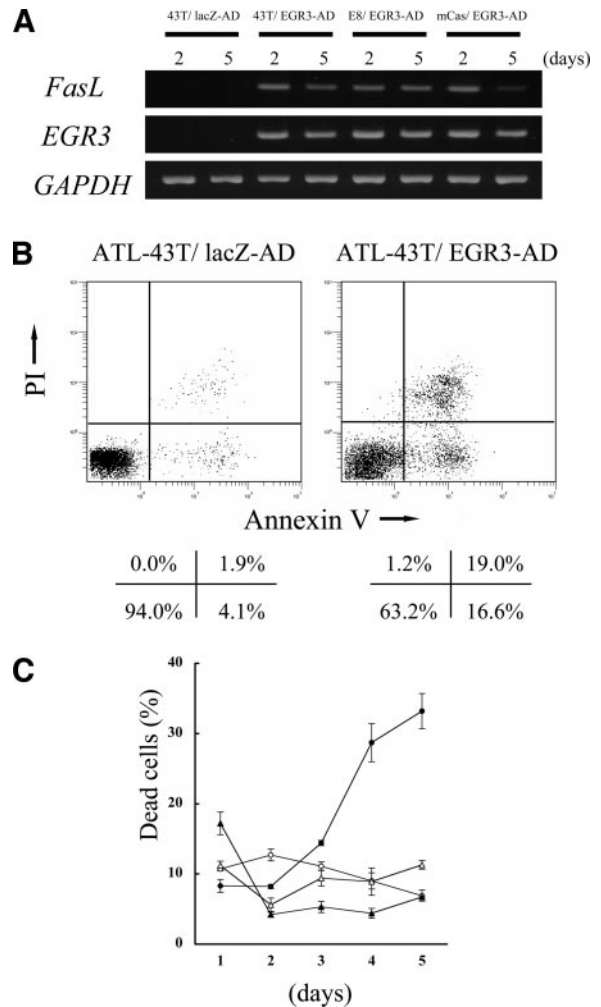 A
43T/ lacZ-AD 43T/ EGR3-AD E8/ EGR3-AD mCas/ EGR3-AD
2 5 2 5 2 5 2 5 (days)
FasL
EGR3
GAPDH
B
ATL-43T/ lacZ-AD ATL-43T/ EGR3-AD
PI
Annexin V
0.0% 1.9% 1.2% 19.0%
94.0% 4.1% 63.2% 16.6%
C
Dead cells (%)
40
30
20
10
0
1 2 3 4 5
(days)